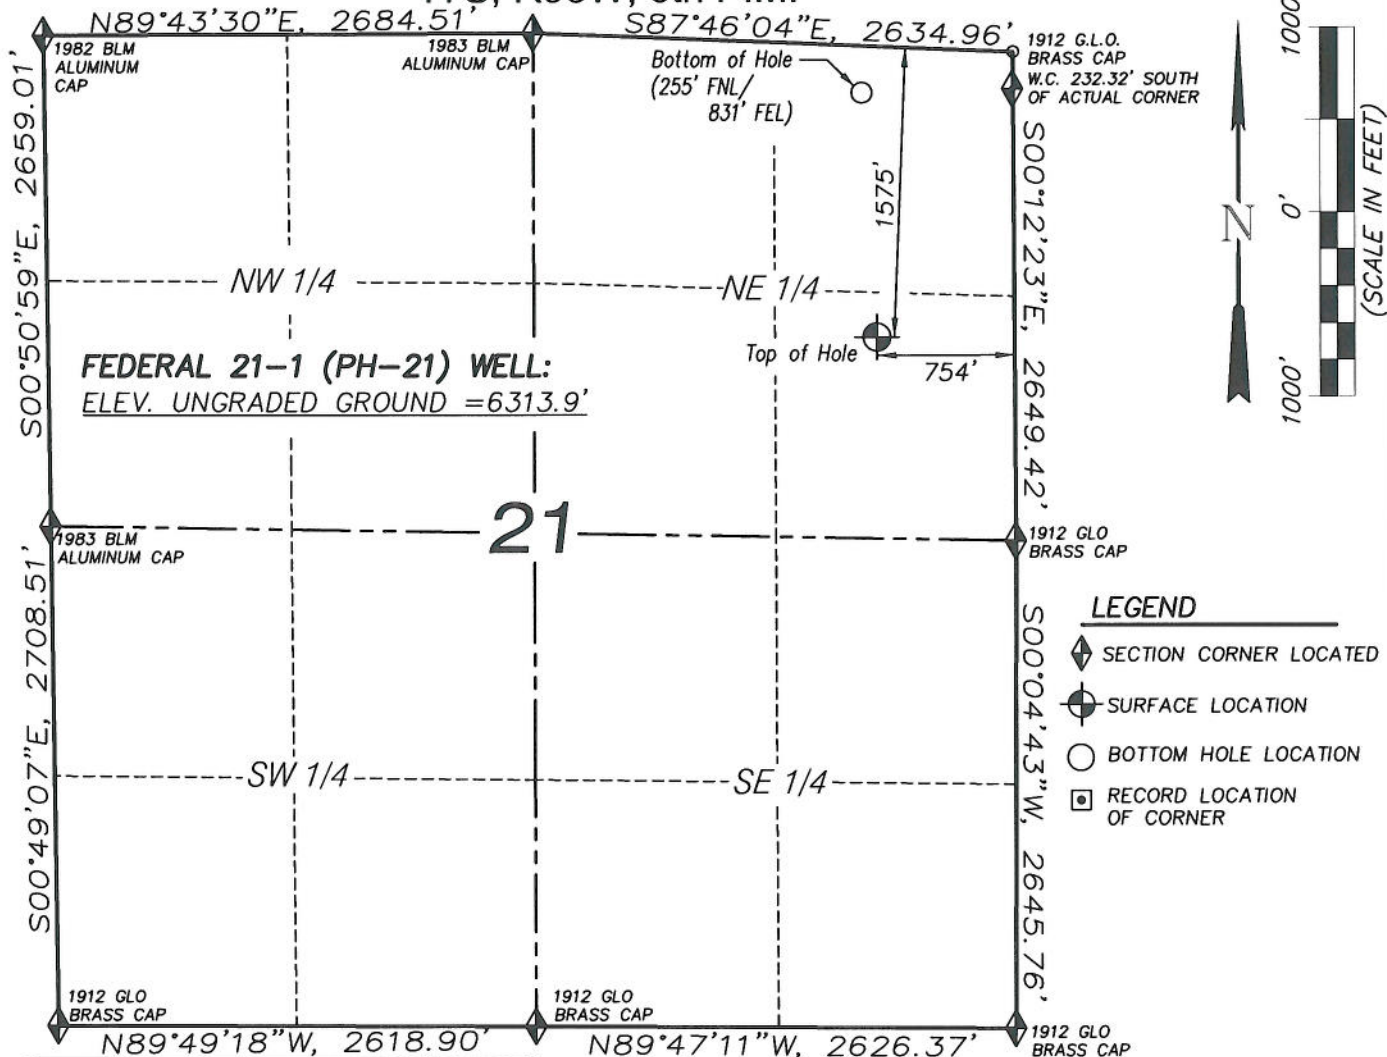 N89°43'30"E, 2684.51'
S87°46'04"E, 2634.96'
1982 BLM
ALUMINUM
CAP
1983 BLM
ALUMINUM CAP
Bottom of Hole
(255' FNL/
831' FEL)
1912 G.L.O.
BRASS CAP
W.C. 232.32' SOUTH
OF ACTUAL CORNER
S00°50'59"E, 2659.01'
1575'
S00°12'23"E, 2649.42'
N
1000'
0'
1000'
(SCALE IN FEET)
NW 1/4
NE 1/4
Top of Hole
754'
FEDERAL 21-1 (PH-21) WELL:
ELEV. UNGRADED GROUND =6313.9'
21
1983 BLM
ALUMINUM CAP
1912 GLO
BRASS CAP
S00°49'07"E, 2708.51'
S00°04'43"W, 2645.76'
SW 1/4
SE 1/4
LEGEND
SECTION CORNER LOCATED
SURFACE LOCATION
BOTTOM HOLE LOCATION
RECORD LOCATION
OF CORNER
1912 GLO
BRASS CAP
1912 GLO
BRASS CAP
1912 GLO
BRASS CAP
N89°49'18"W, 2618.90'
N89°47'11"W, 2626.37'